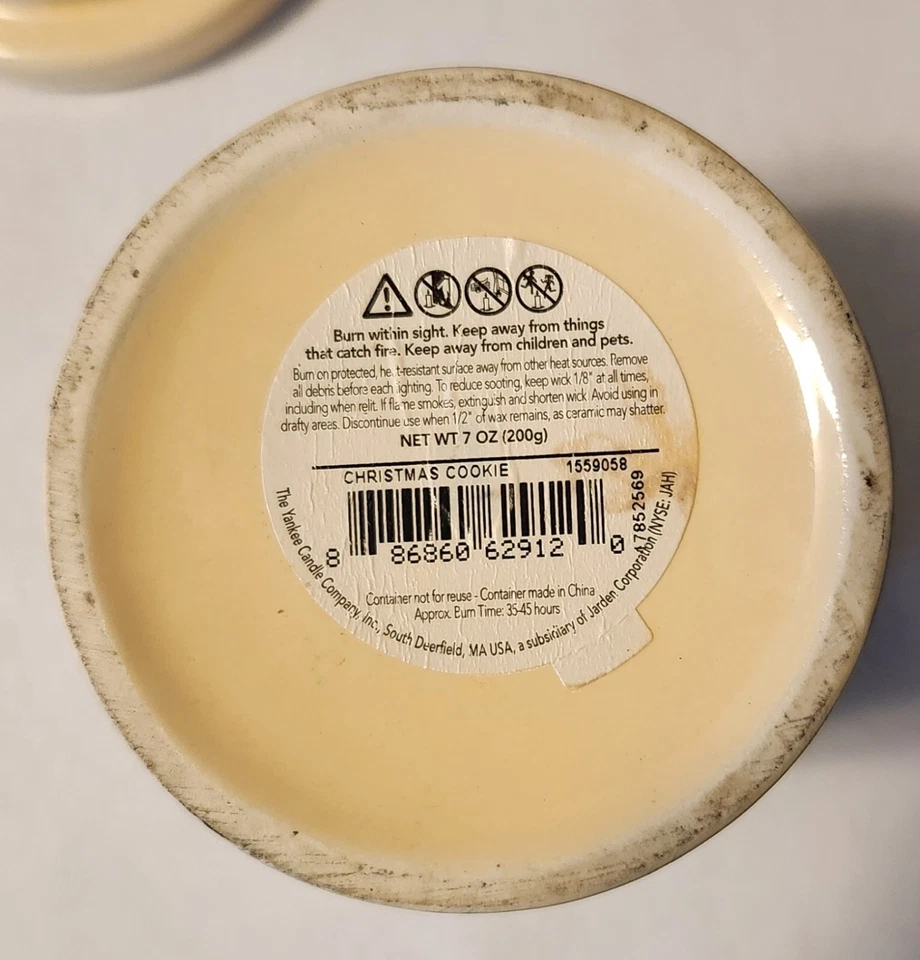 Burn within sight. Keep away from things
that catch fire. Keep away from children and pets.
Burn on protected, heat-resistant surface away from other heat sources. Remove
all debris before each lighting. To reduce sooting, keep wick 1/8" at all times,
including when relit. If flame smokes, extinguish and shorten wick. Avoid using in
drafty areas. Discontinue use when 1/2" of wax remains, as ceramic may shatter.
NET WT 7 OZ (200g)
CHRISTMAS COOKIE 1559058
8 86860 62912 0
A7852569
Container not for reuse - Container made in China
Approx. Burn Time: 35-45 hours
The Yankee Candle Company, Inc., South Deerfield, MA USA, a subsidiary of Jarden Corporation (NYSE: JAH)